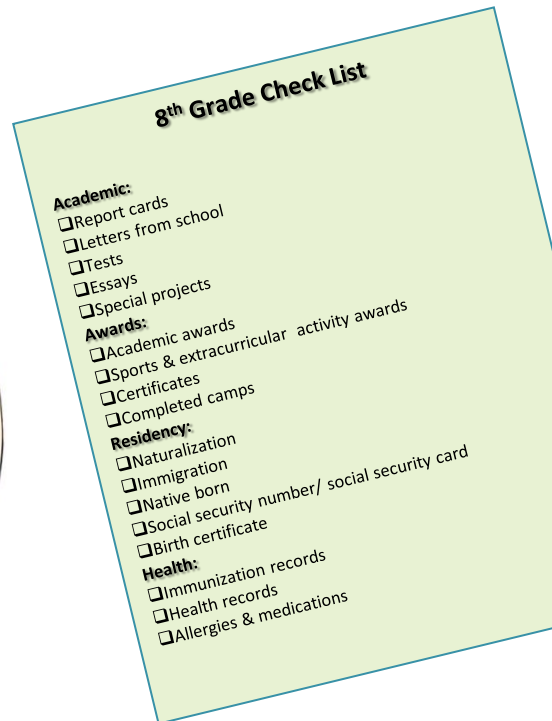 8th Grade Check List
Academic:
❑Report cards
❑Letters from school
❑Tests
❑Essays
❑Special projects
Awards:
❑Academic awards
❑Sports & extracurricular  activity awards
❑Certificates
❑Completed camps
Residency:
❑Naturalization
❑Immigration
❑Native born
❑Social security number/ social security card
❑Birth certificate
Health:
❑Immunization records
❑Health records
❑Allergies & medications